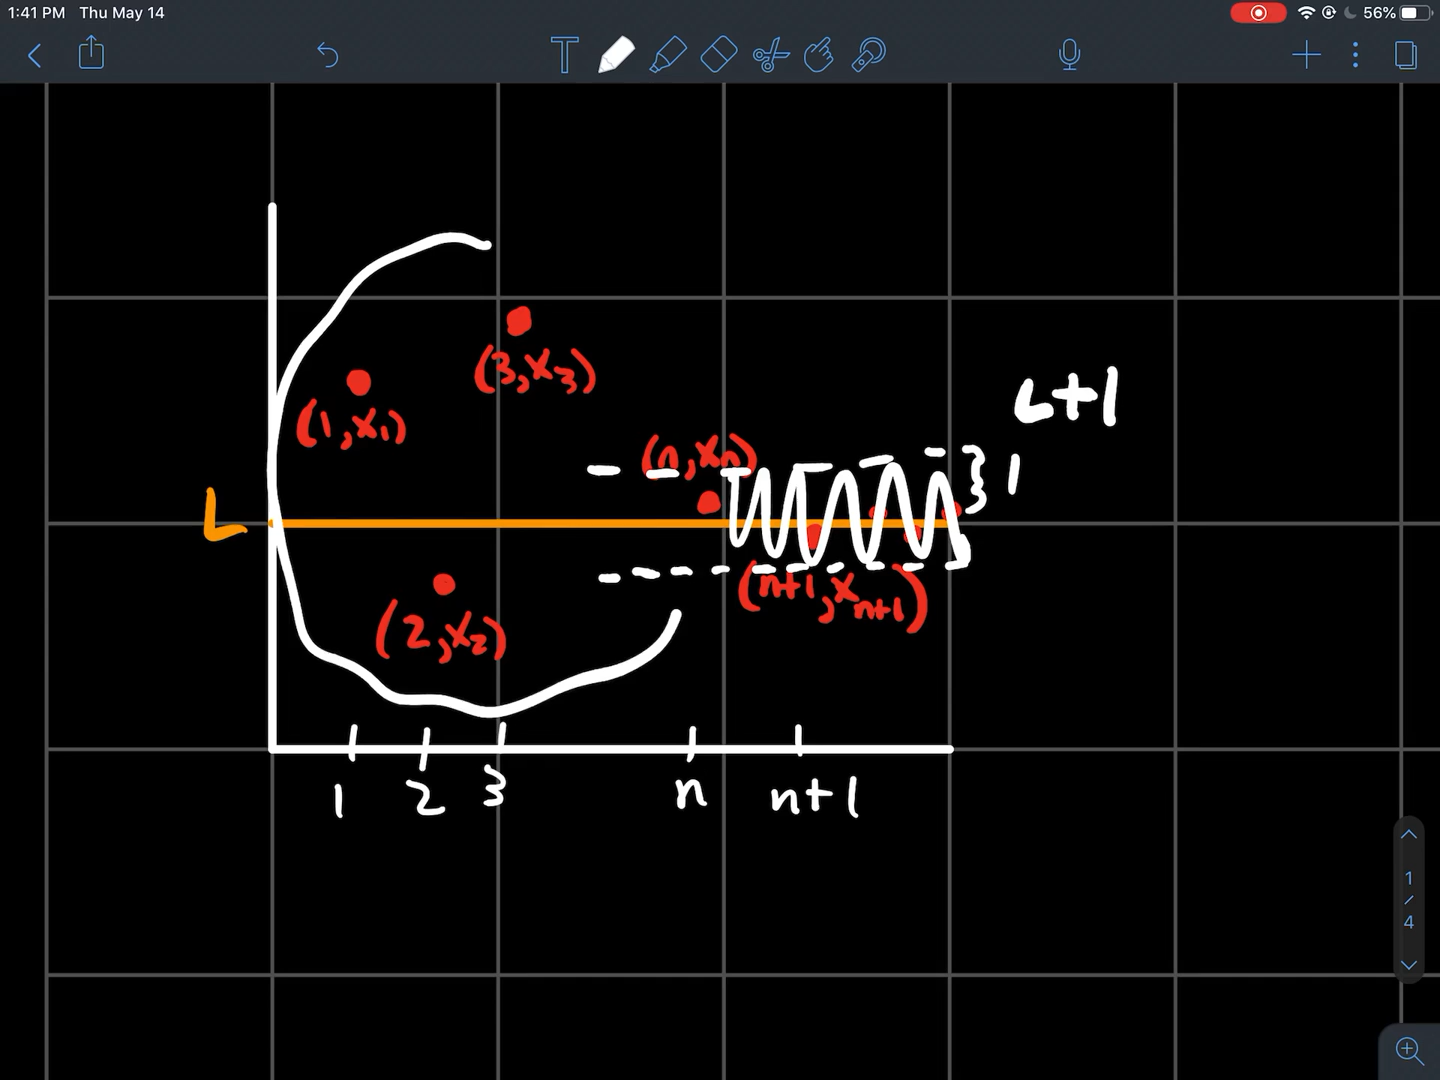 1:41 PM Thu May 14
56%
T
L+1
(3,x₃)
(1,x₁)
(n,xₙ)
} 1
L
(n+1,xₙ₊₁)
(2,x₂)
1 2 3 n n+1
1
/
4